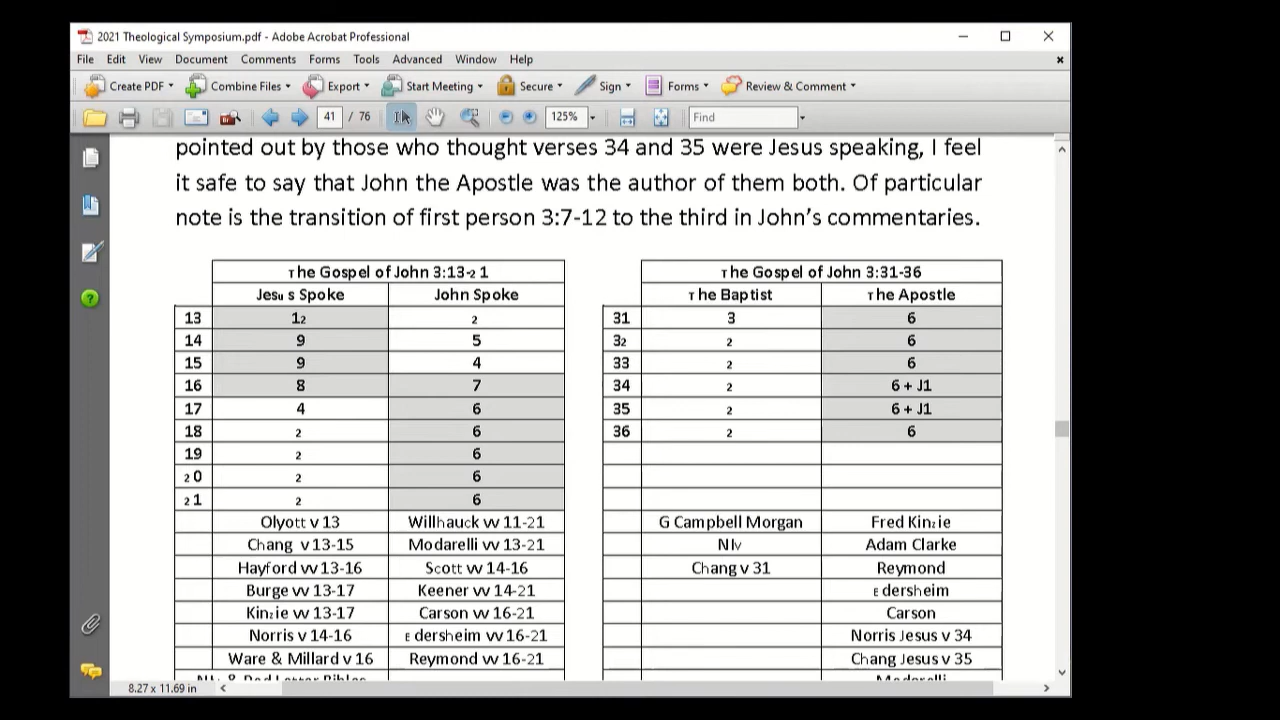 2021 Theological Symposium.pdf - Adobe Acrobat Professional
File Edit View Document Comments Forms Tools Advanced Window Help
Create PDF Combine Files Export Start Meeting Secure Sign Forms Review & Comment
41 / 76 125% Find
pointed out by those who thought verses 34 and 35 were Jesus speaking, I feel
it safe to say that John the Apostle was the author of them both. Of particular
note is the transition of first person 3:7-12 to the third in John's commentaries.
The Gospel of John 3:13-21
Jesus Spoke John Spoke
13 12 2
14 9 5
15 9 4
16 8 7
17 4 6
18 2 6
19 2 6
20 2 6
21 2 6
Olyott v 13 Willhauck vv 11-21
Chang v 13-15 Modarelli vv 13-21
Hayford vv 13-16 Scott vv 14-16
Burge vv 13-17 Keener vv 14-21
Kinzie vv 13-17 Carson vv 16-21
Norris v 14-16 Edersheim vv 16-21
Ware & Millard v 16 Reymond vv 16-21
The Gospel of John 3:31-36
The Baptist The Apostle
31 3 6
32 2 6
33 2 6
34 2 6 + J1
35 2 6 + J1
36 2 6
G Campbell Morgan Fred Kinzie
NIv Adam Clarke
Chang v 31 Reymond
Edersheim
Carson
Norris Jesus v 34
Chang Jesus v 35
Modarelli
8.27 x 11.69 in